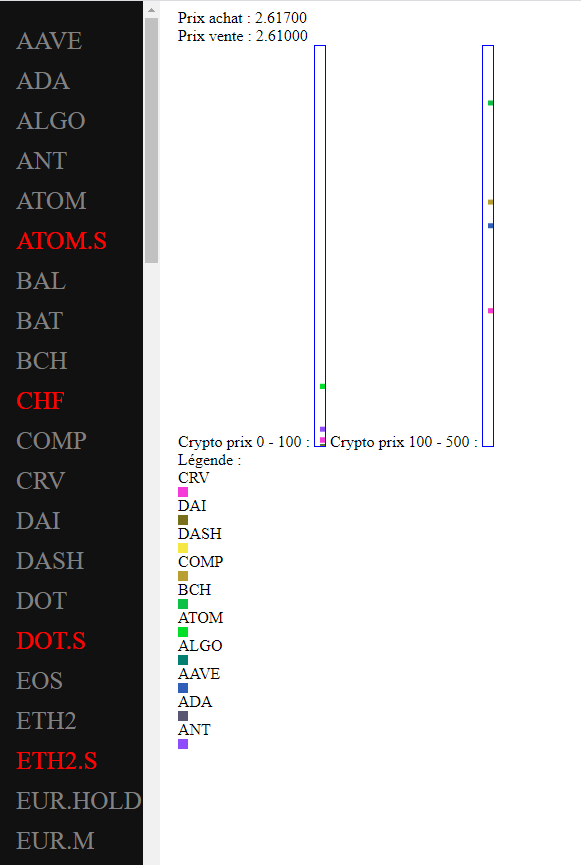 AAVE
ADA
ALGO
ANT
ATOM
ATOM.S
BAL
BAT
BCH
CHF
COMP
CRV
DAI
DASH
DOT
DOT.S
EOS
ETH2
ETH2.S
EUR.HOLD
EUR.M
Prix achat : 2.61700
Prix vente : 2.61000
Crypto prix 0 - 100 : Crypto prix 100 - 500 :
Légende :
CRV
DAI
DASH
COMP
BCH
ATOM
ALGO
AAVE
ADA
ANT